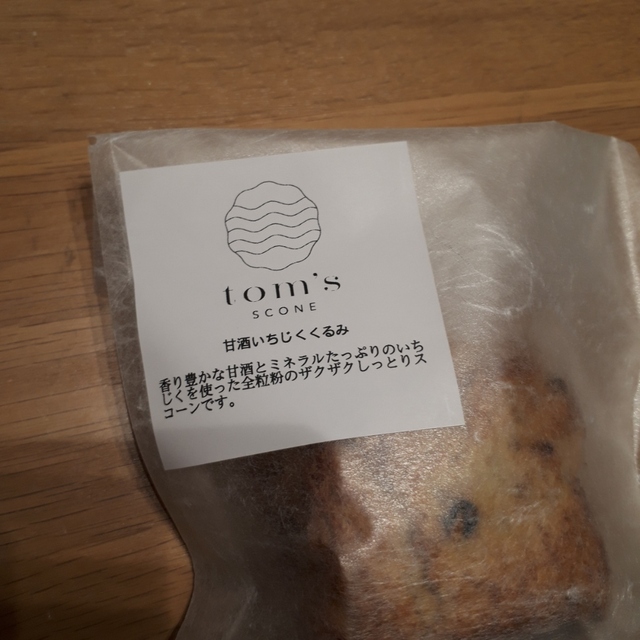 tom's
SCONE
甘酒いちじくくるみ
香り豊かな甘酒とミネラルたっぷりのいち
じくを使った全粒粉のザクザクしっとりス
コーンです。